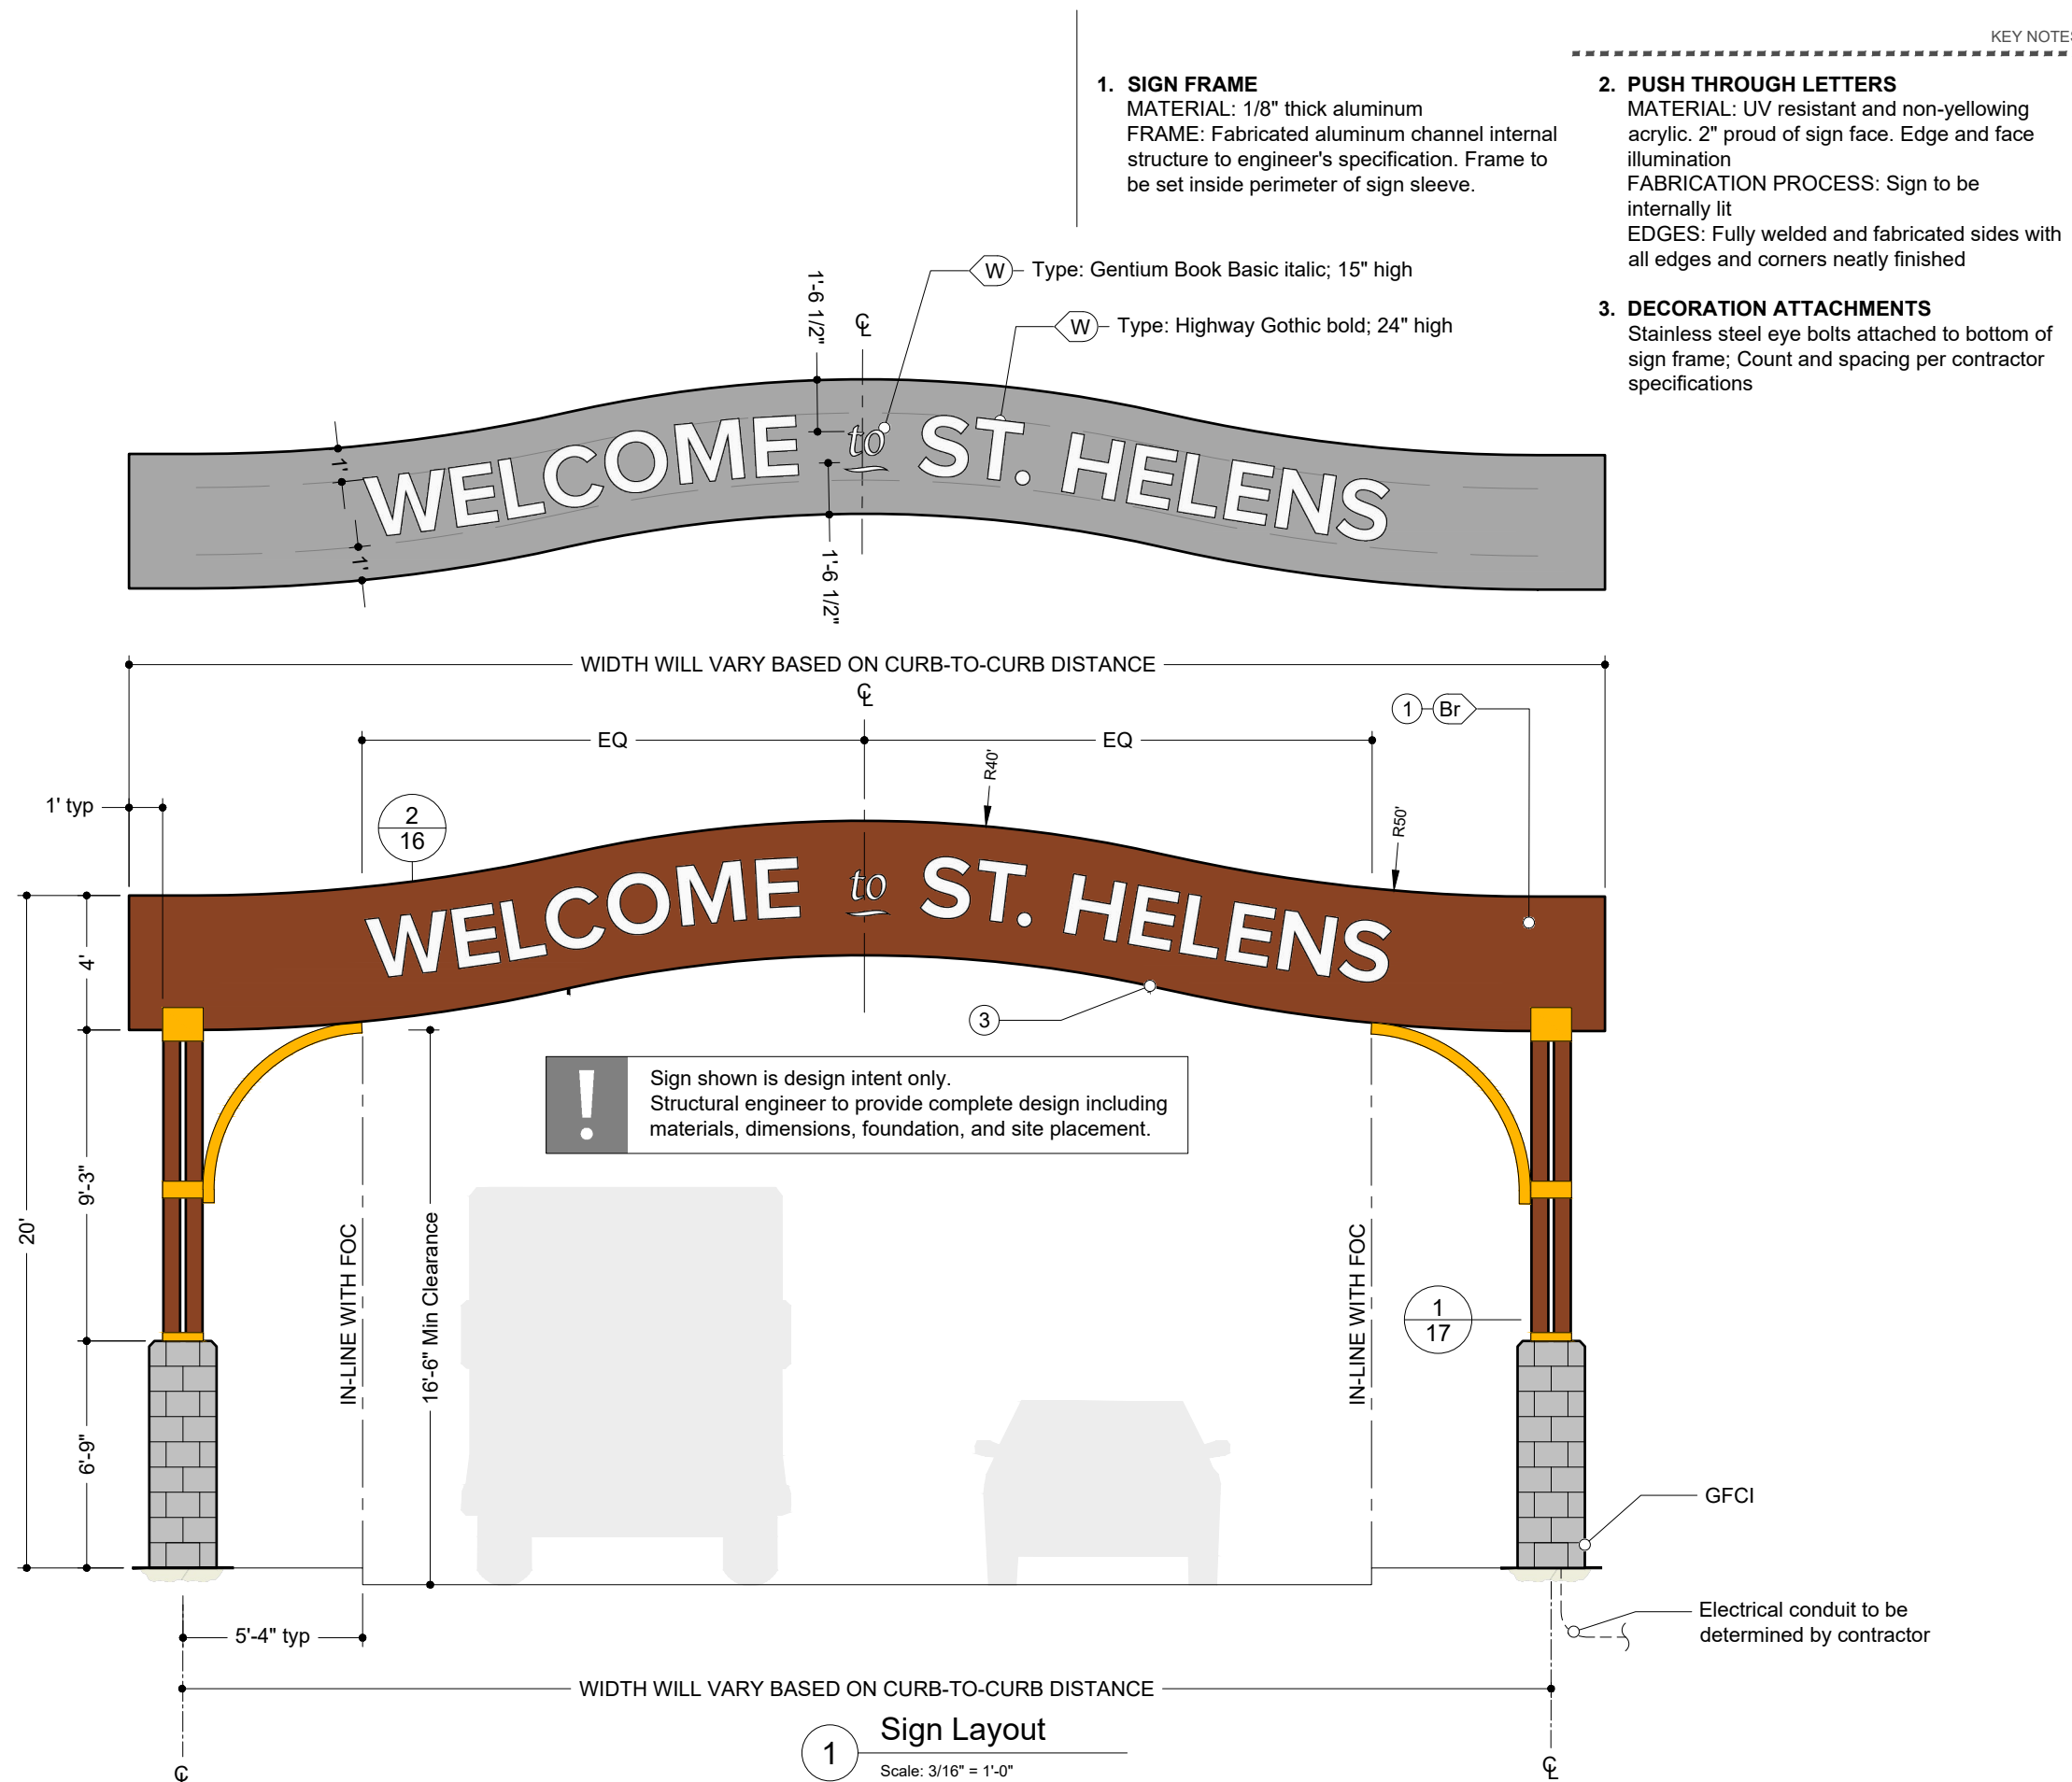 KEY NOTES
1. SIGN FRAME
MATERIAL: 1/8" thick aluminum
FRAME: Fabricated aluminum channel internal
structure to engineer's specification. Frame to
be set inside perimeter of sign sleeve.
2. PUSH THROUGH LETTERS
MATERIAL: UV resistant and non-yellowing
acrylic. 2" proud of sign face. Edge and face
illumination
FABRICATION PROCESS: Sign to be
internally lit
EDGES: Fully welded and fabricated sides with
all edges and corners neatly finished
3. DECORATION ATTACHMENTS
Stainless steel eye bolts attached to bottom of
sign frame; Count and spacing per contractor
specifications
W Type: Gentium Book Basic italic; 15" high
W Type: Highway Gothic bold; 24" high
1'-6 1/2"
℄
WELCOME to ST. HELENS
1'
1'
1'-6 1/2"
WIDTH WILL VARY BASED ON CURB-TO-CURB DISTANCE
℄
1 Br
EQ
EQ
R40'
R50'
1' typ
2
16
WELCOME to ST. HELENS
4'
3
Sign shown is design intent only.
Structural engineer to provide complete design including
materials, dimensions, foundation, and site placement.
!
9'-3"
20'
IN-LINE WITH FOC
16'-6" Min Clearance
IN-LINE WITH FOC
1
17
6'-9"
GFCI
Electrical conduit to be
determined by contractor
5'-4" typ
WIDTH WILL VARY BASED ON CURB-TO-CURB DISTANCE
1 Sign Layout
Scale: 3/16" = 1'-0"
℄
℄